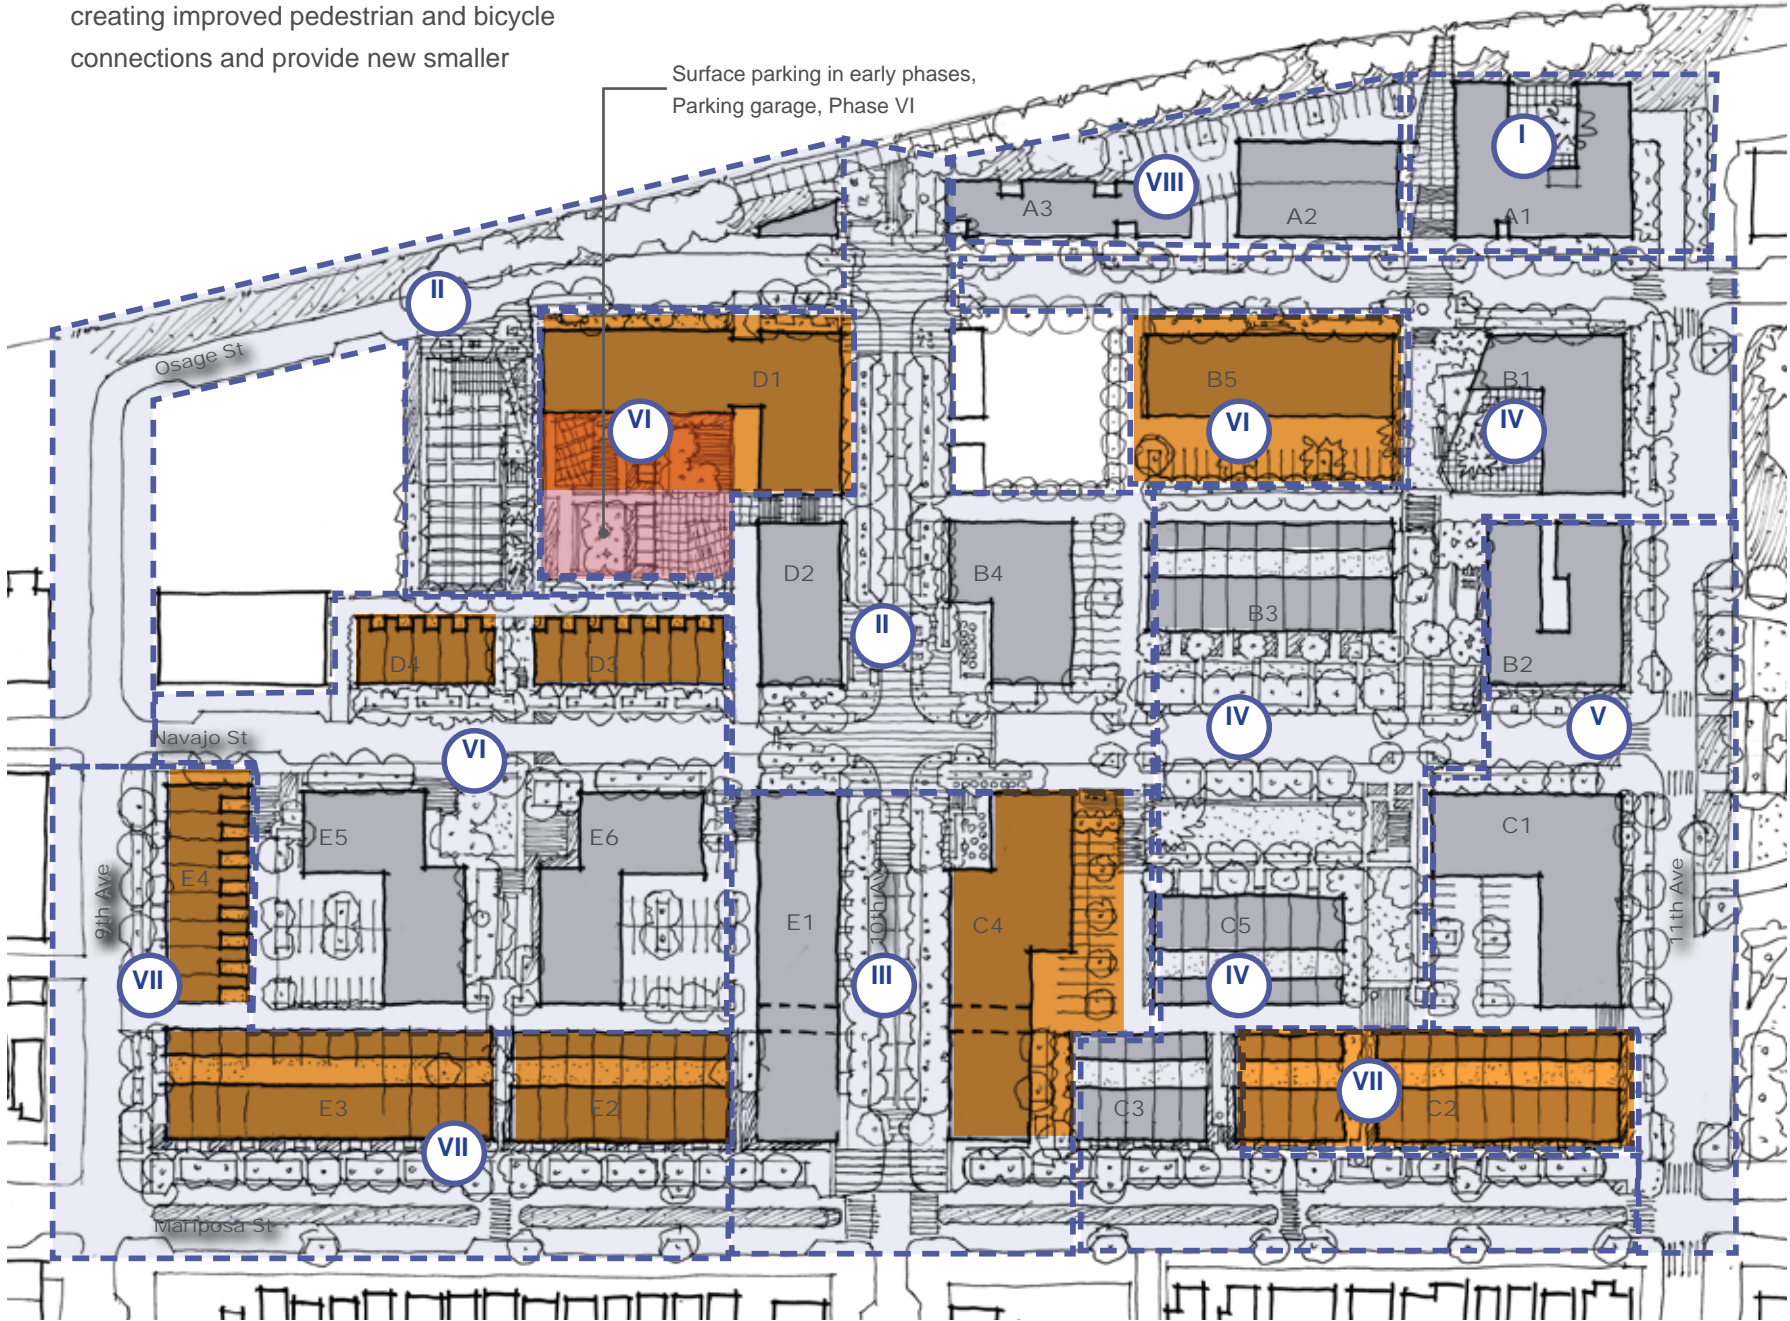 creating improved pedestrian and bicycle
connections and provide new smaller
Surface parking in early phases,
Parking garage, Phase VI
I
VIII
A3
A2
A1
II
Osage St
D1
B5
B1
VI
VI
IV
D2
B4
B3
II
D4
D3
B2
IV
V
Navajo St
VI
E5
E6
C1
E4
9th Ave
E1
10th Ave
C4
C5
11th Ave
VII
III
IV
VII
E3
E2
C3
C2
VII
Mariposa St